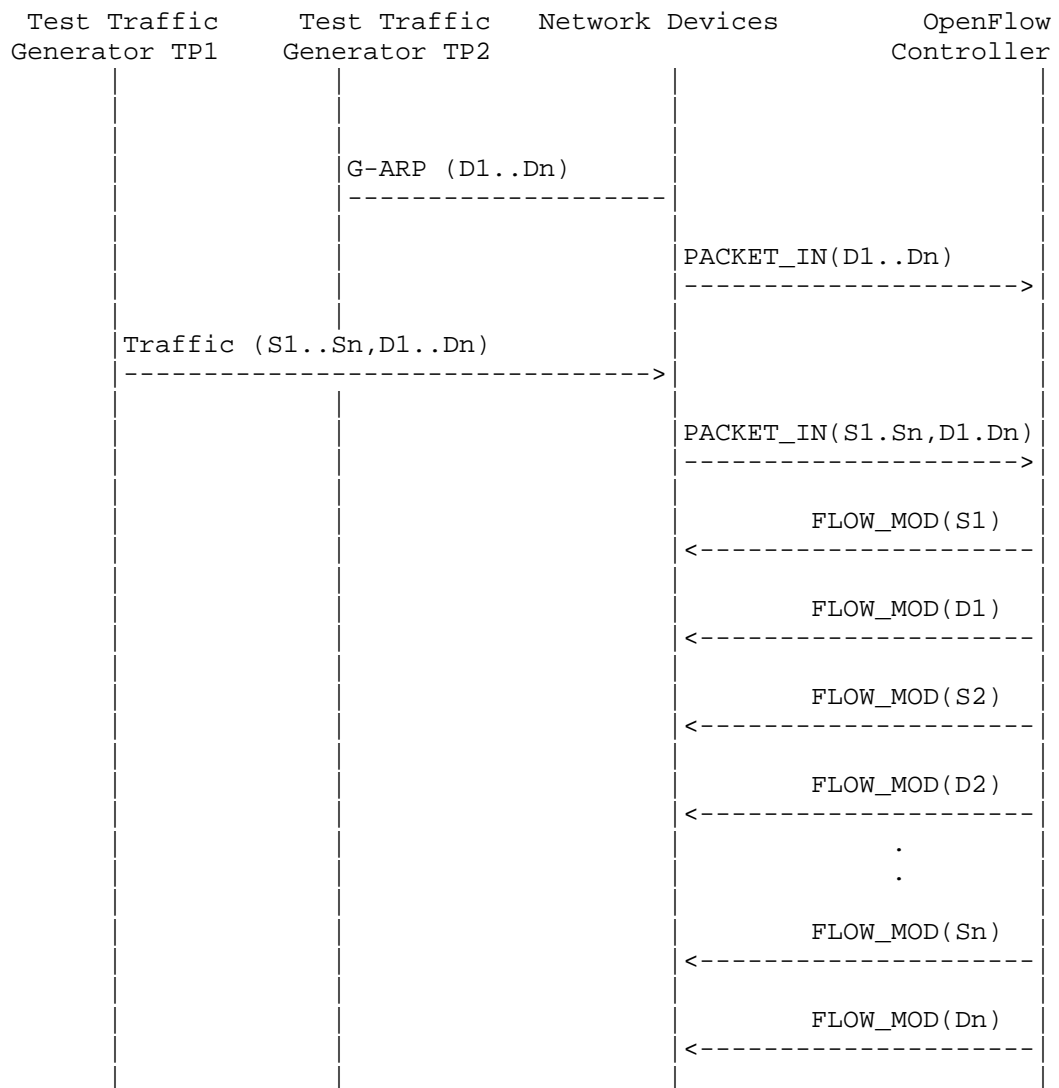 Test Traffic Test Traffic Network Devices OpenFlow
Generator TP1 Generator TP2 Controller
G-ARP (D1..Dn)
PACKET_IN(D1..Dn)
Traffic (S1..Sn,D1..Dn)
PACKET_IN(S1.Sn,D1.Dn)
FLOW_MOD(S1)
FLOW_MOD(D1)
FLOW_MOD(S2)
FLOW_MOD(D2)
.
.
FLOW_MOD(Sn)
FLOW_MOD(Dn)